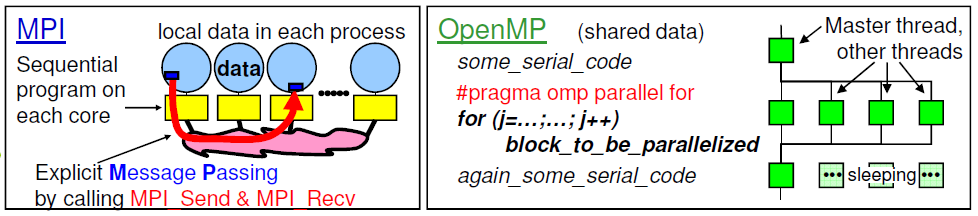 MPI
local data in each process
data
Sequential
program on
each core
Explicit Message Passing
by calling MPI_Send & MPI_Recv
OpenMP (shared data)
some_serial_code
#pragma omp parallel for
for (j=...;...; j++)
block_to_be_parallelized
again_some_serial_code
Master thread,
other threads
••• sleeping •••